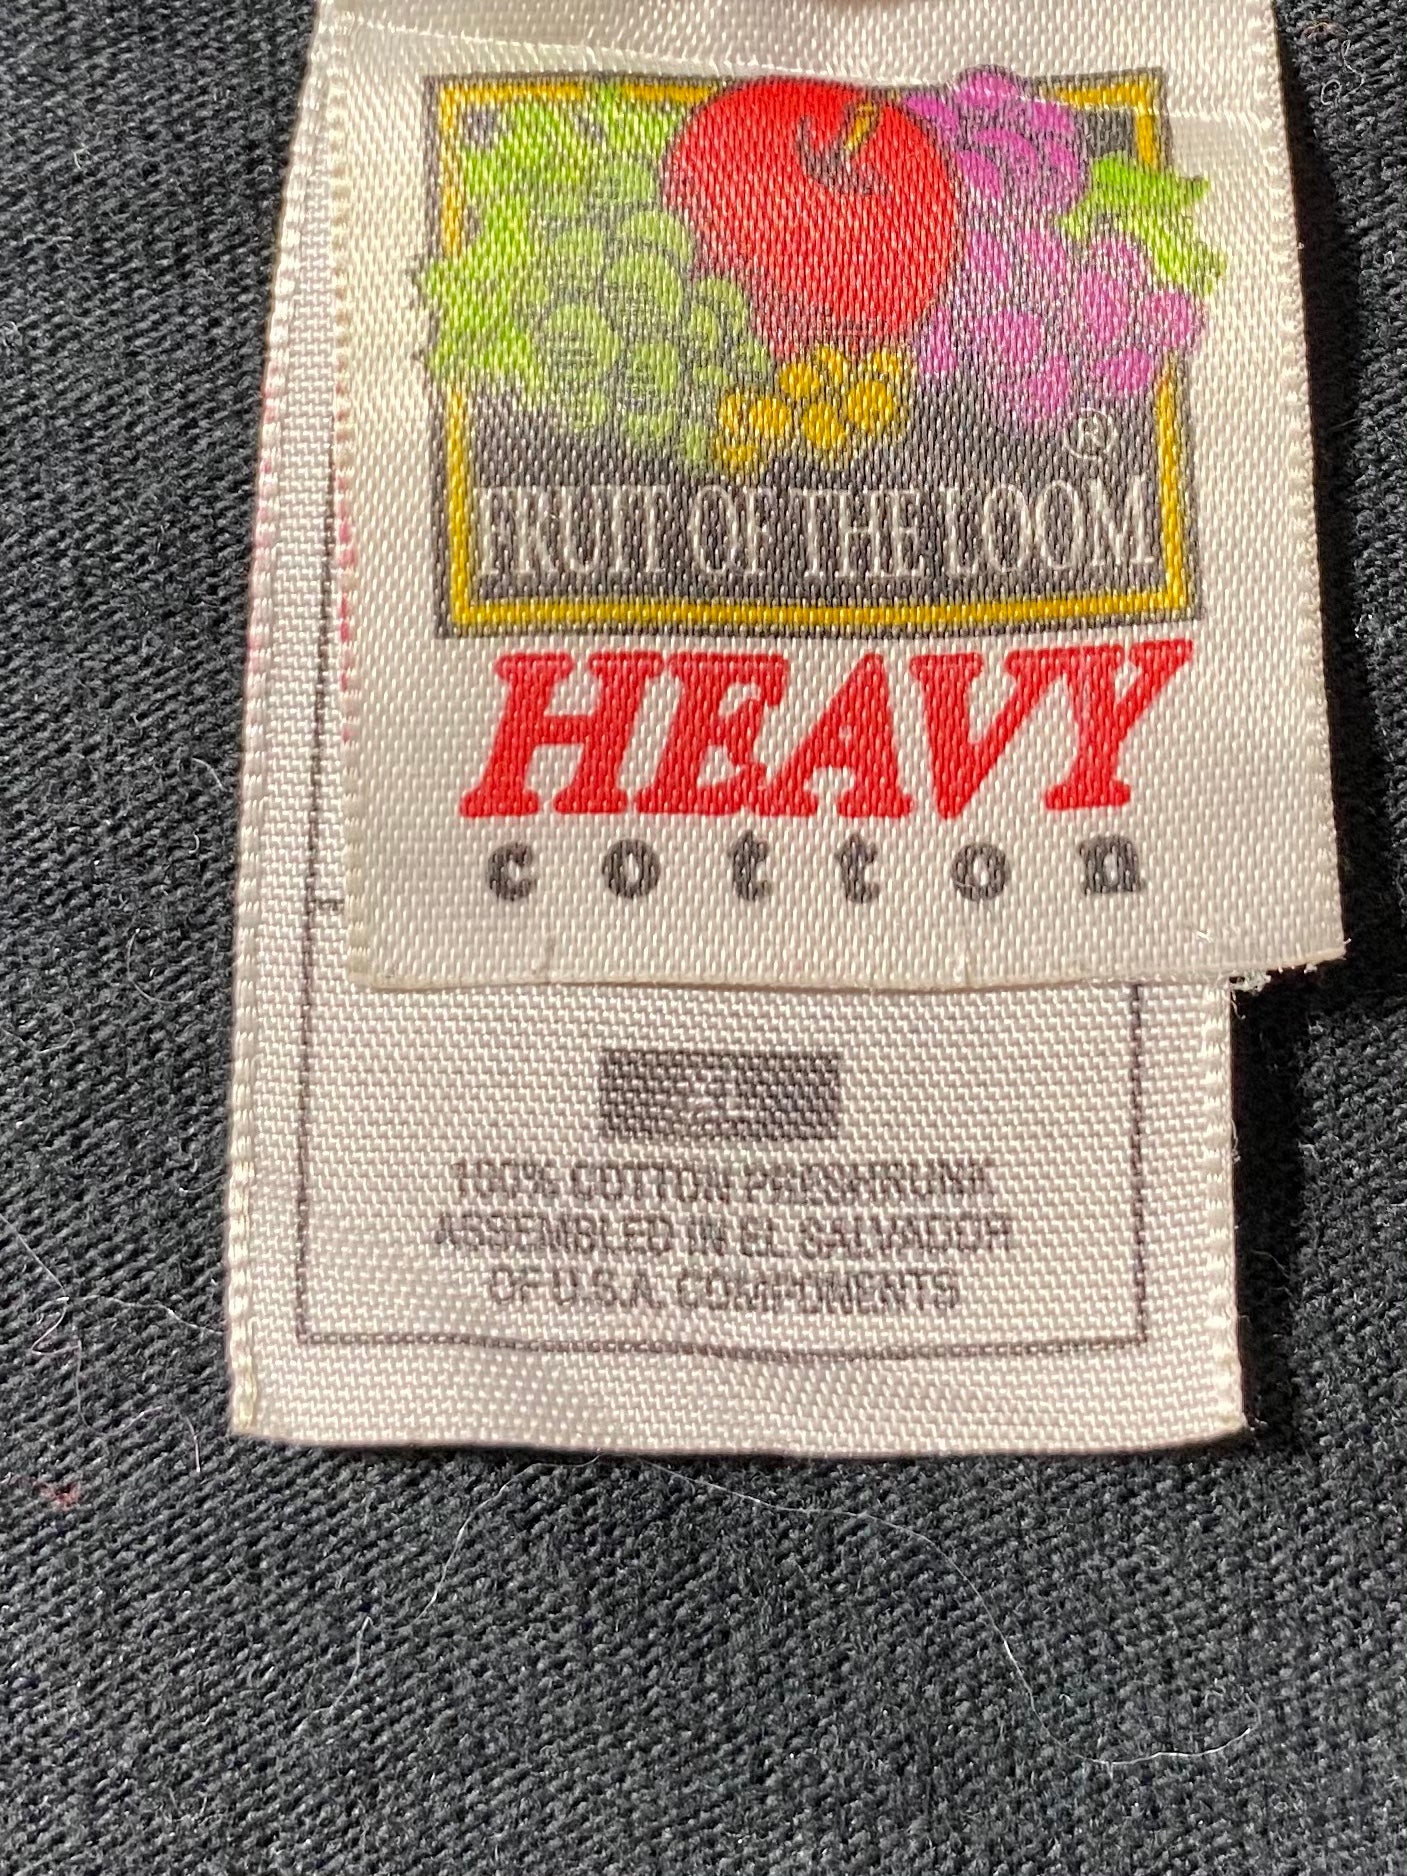 ®
FRUIT OF THE LOOM
HEAVY
cotton
100% COTTON PRESHRUNK
ASSEMBLED IN EL SALVADOR
OF U.S.A. COMPONENTS